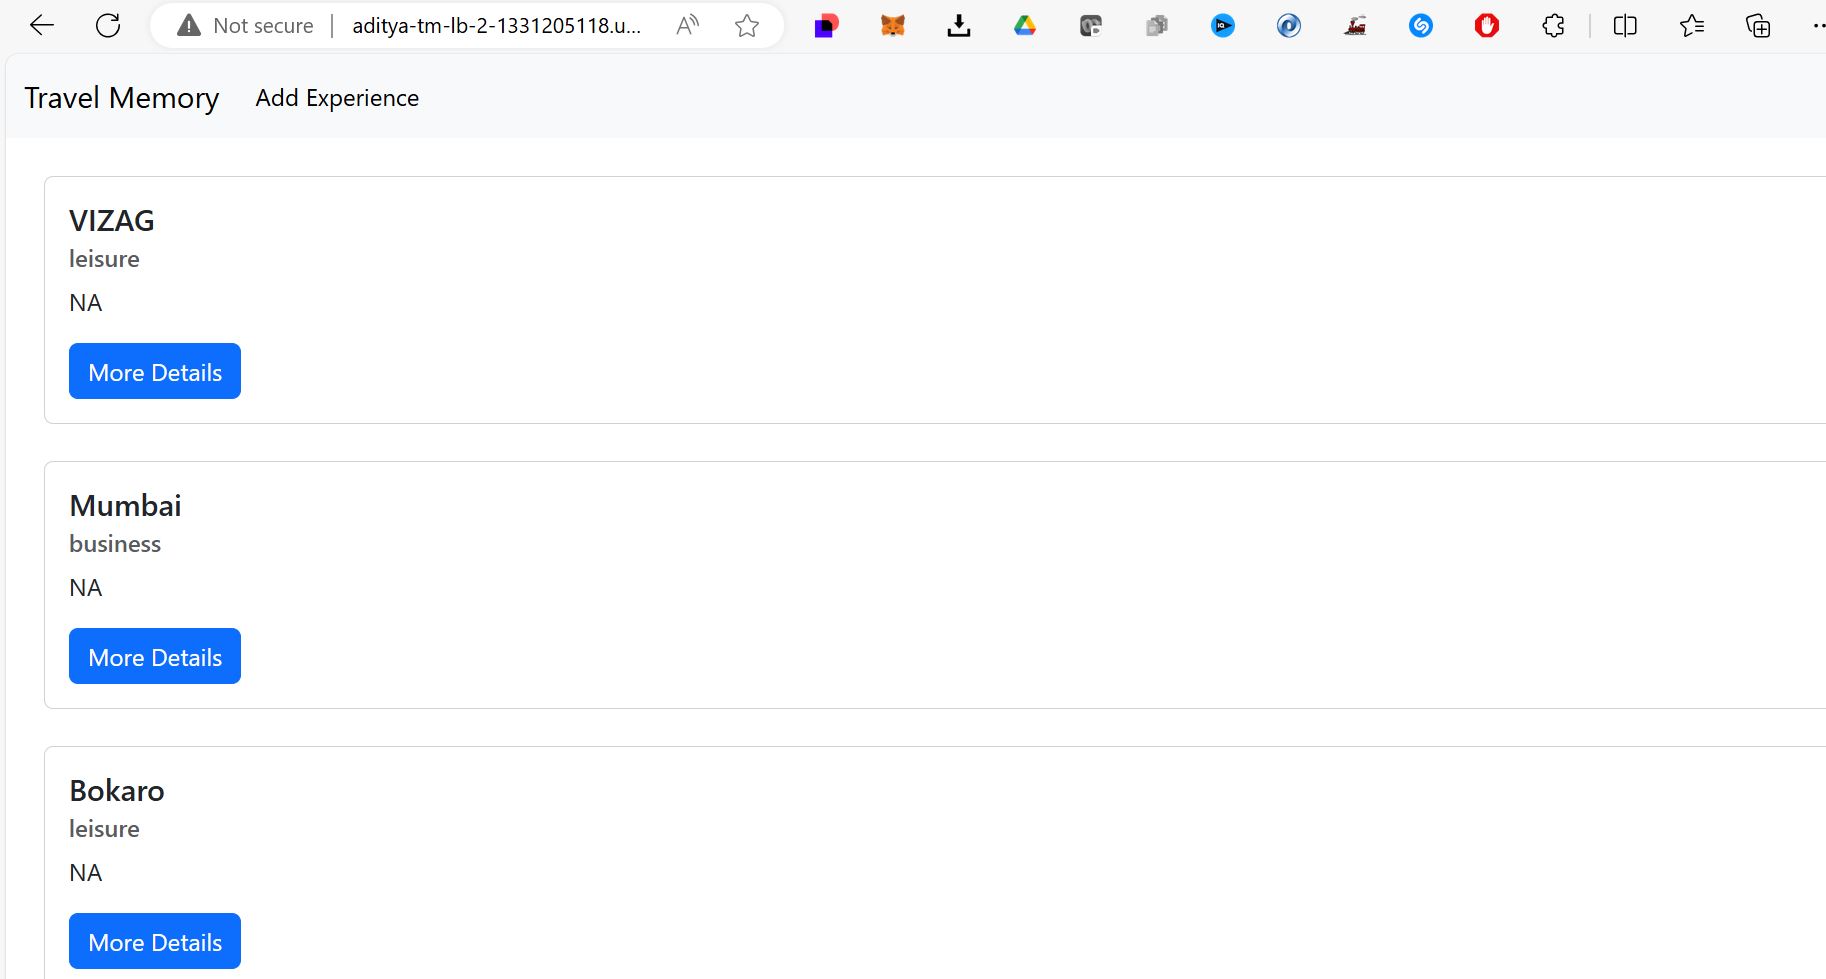 Not secure
aditya-tm-lb-2-1331205118.u...
Travel Memory
Add Experience
VIZAG
leisure
NA
More Details
Mumbai
business
NA
More Details
Bokaro
leisure
NA
More Details